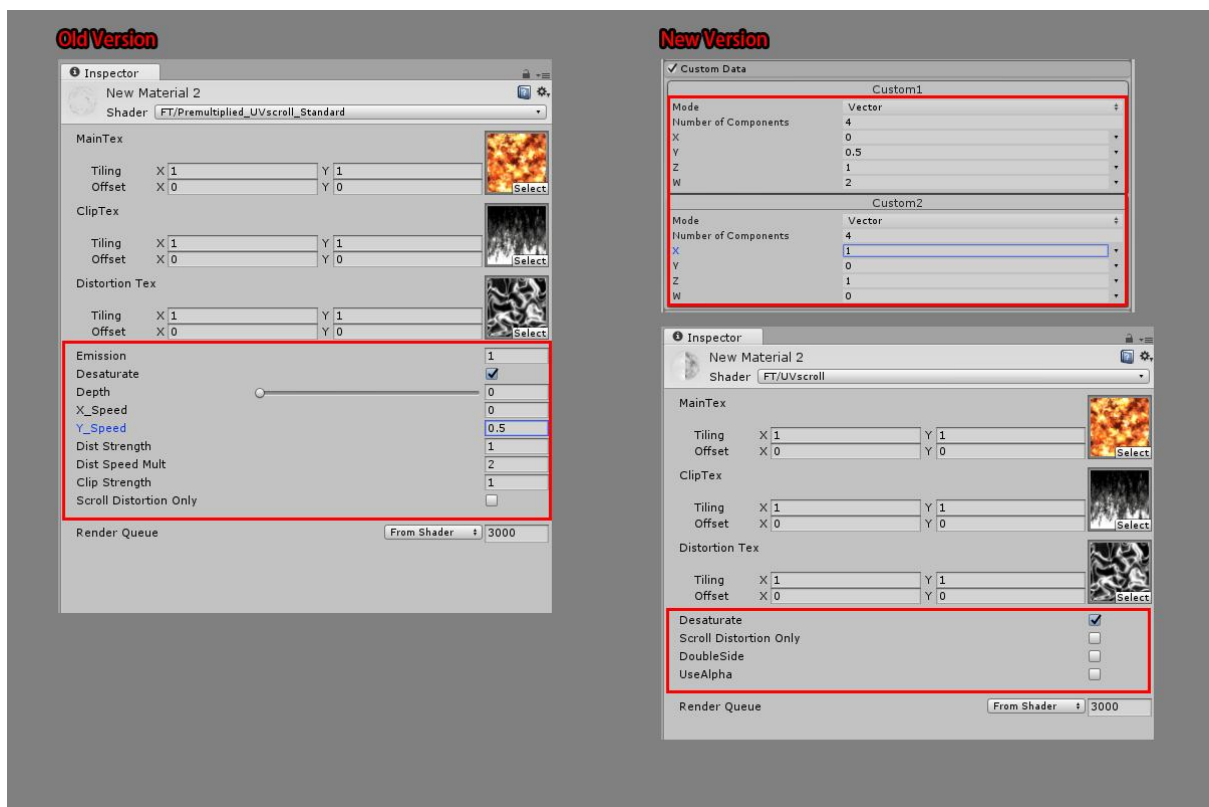 Old Version
Inspector
New Material 2
Shader FT/Premultiplied_UVscroll_Standard
MainTex
Tiling X 1 Y 1
Offset X 0 Y 0
Select
ClipTex
Tiling X 1 Y 1
Offset X 0 Y 0
Select
Distortion Tex
Tiling X 1 Y 1
Offset X 0 Y 0
Select
Emission 1
Desaturate
Depth 0
X_Speed 0
Y_Speed 0.5
Dist Strength 1
Dist Speed Mult 2
Clip Strength 1
Scroll Distortion Only
Render Queue From Shader 3000
New Version
Custom Data
Custom1
Mode Vector
Number of Components 4
X 0
Y 0.5
Z 1
W 2
Custom2
Mode Vector
Number of Components 4
X 1
Y 0
Z 1
W 0
Inspector
New Material 2
Shader FT/UVscroll
MainTex
Tiling X 1 Y 1
Offset X 0 Y 0
Select
ClipTex
Tiling X 1 Y 1
Offset X 0 Y 0
Select
Distortion Tex
Tiling X 1 Y 1
Offset X 0 Y 0
Select
Desaturate
Scroll Distortion Only
DoubleSide
UseAlpha
Render Queue From Shader 3000